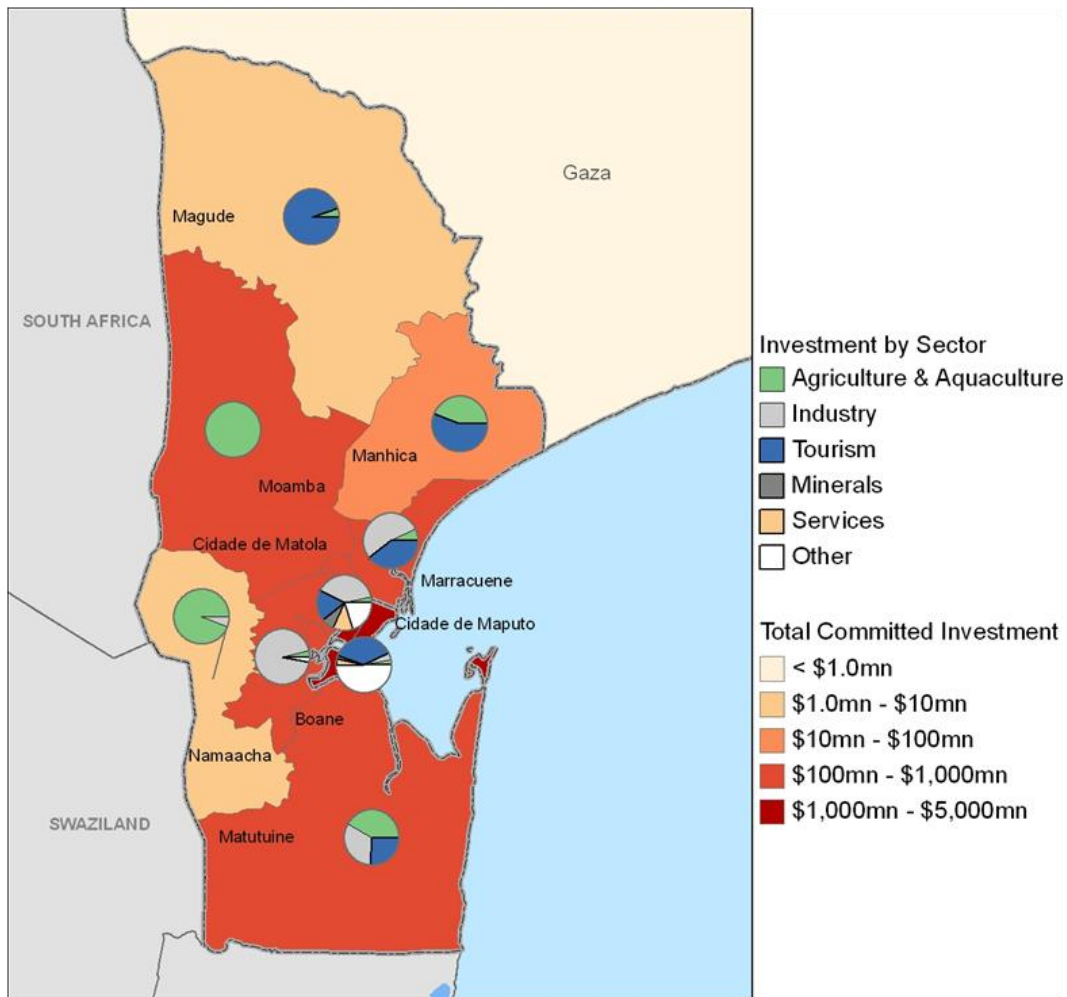 Gaza
Magude
SOUTH AFRICA
Manhica
Moamba
Cidade de Matola
Marracuene
Cidade de Maputo
Boane
Namaacha
SWAZILAND
Matutuine
Investment by Sector
Agriculture & Aquaculture
Industry
Tourism
Minerals
Services
Other
Total Committed Investment
< $1.0mn
$1.0mn - $10mn
$10mn - $100mn
$100mn - $1,000mn
$1,000mn - $5,000mn